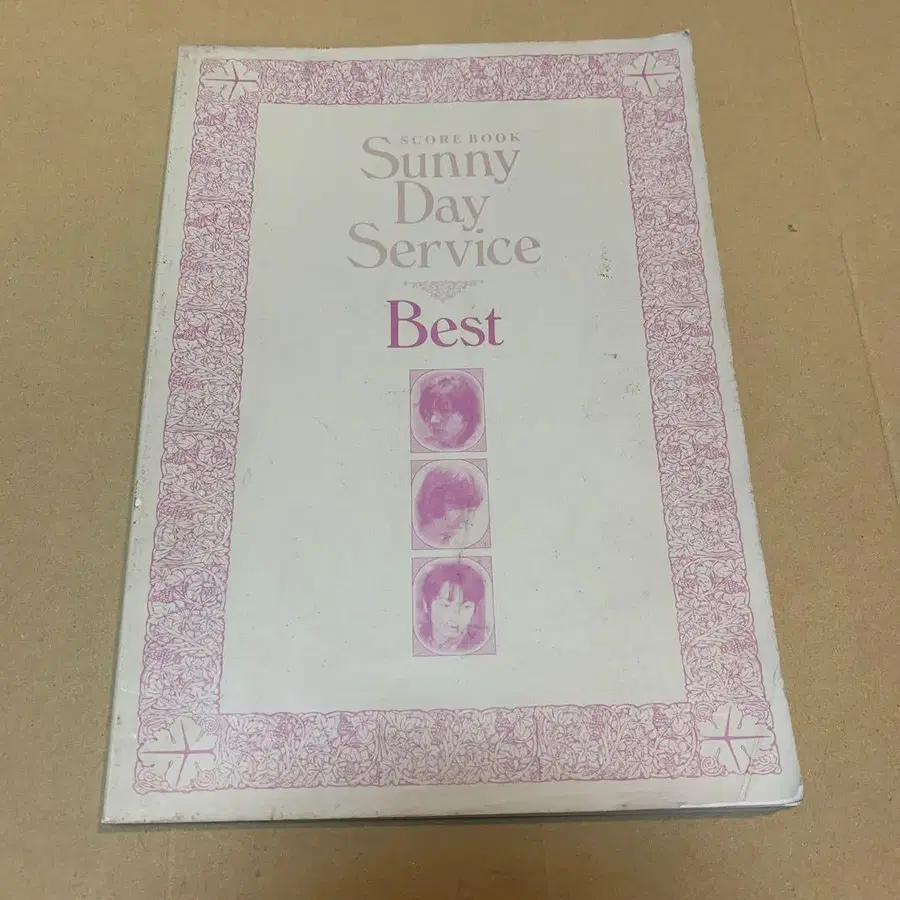 SCORE BOOK
Sunny
Day
Service
Best